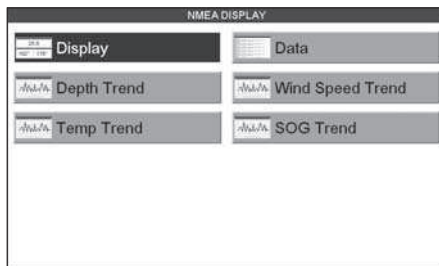 NMEA DISPLAY
Display
Data
Depth Trend
Wind Speed Trend
Temp Trend
SOG Trend